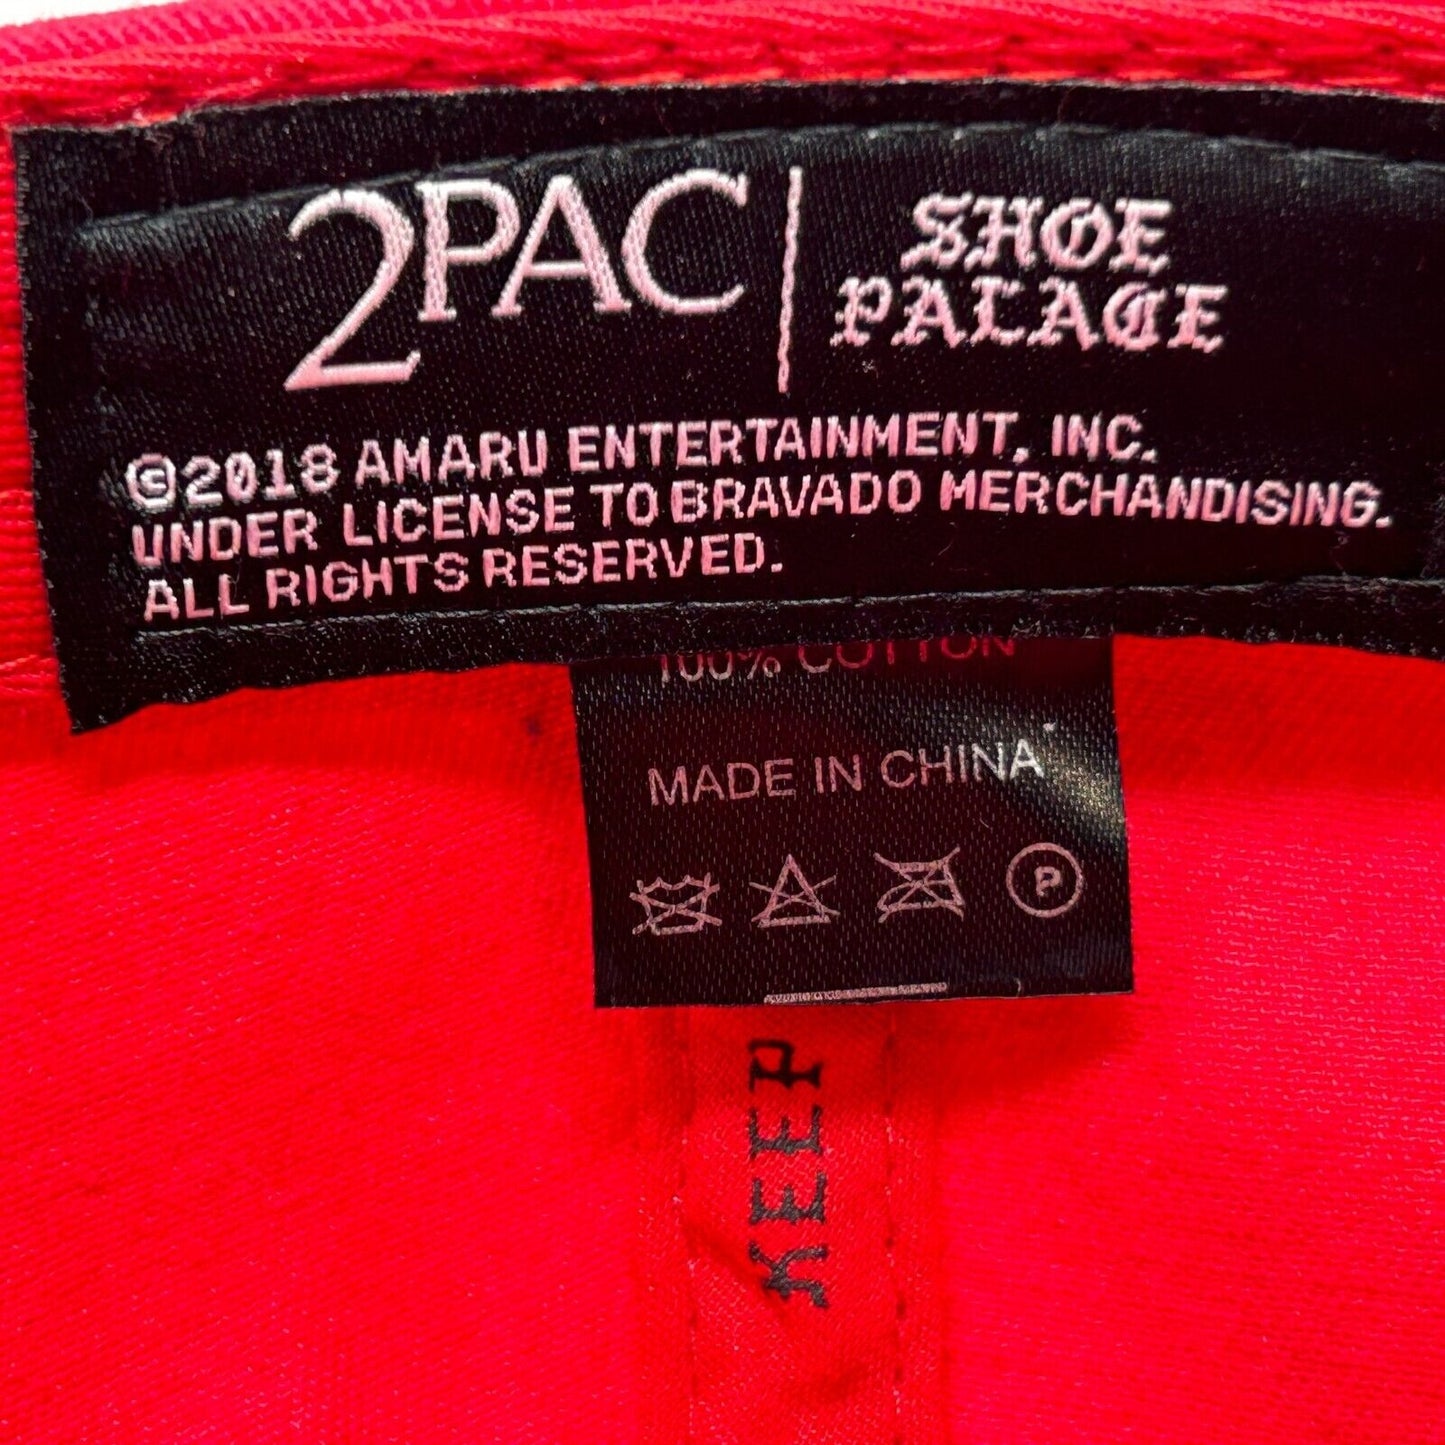 2PAC | SHOE PALACE
©2018 AMARU ENTERTAINMENT, INC.
UNDER LICENSE TO BRAVADO MERCHANDISING.
ALL RIGHTS RESERVED.
100% COTTON
MADE IN CHINA
P
KEEP